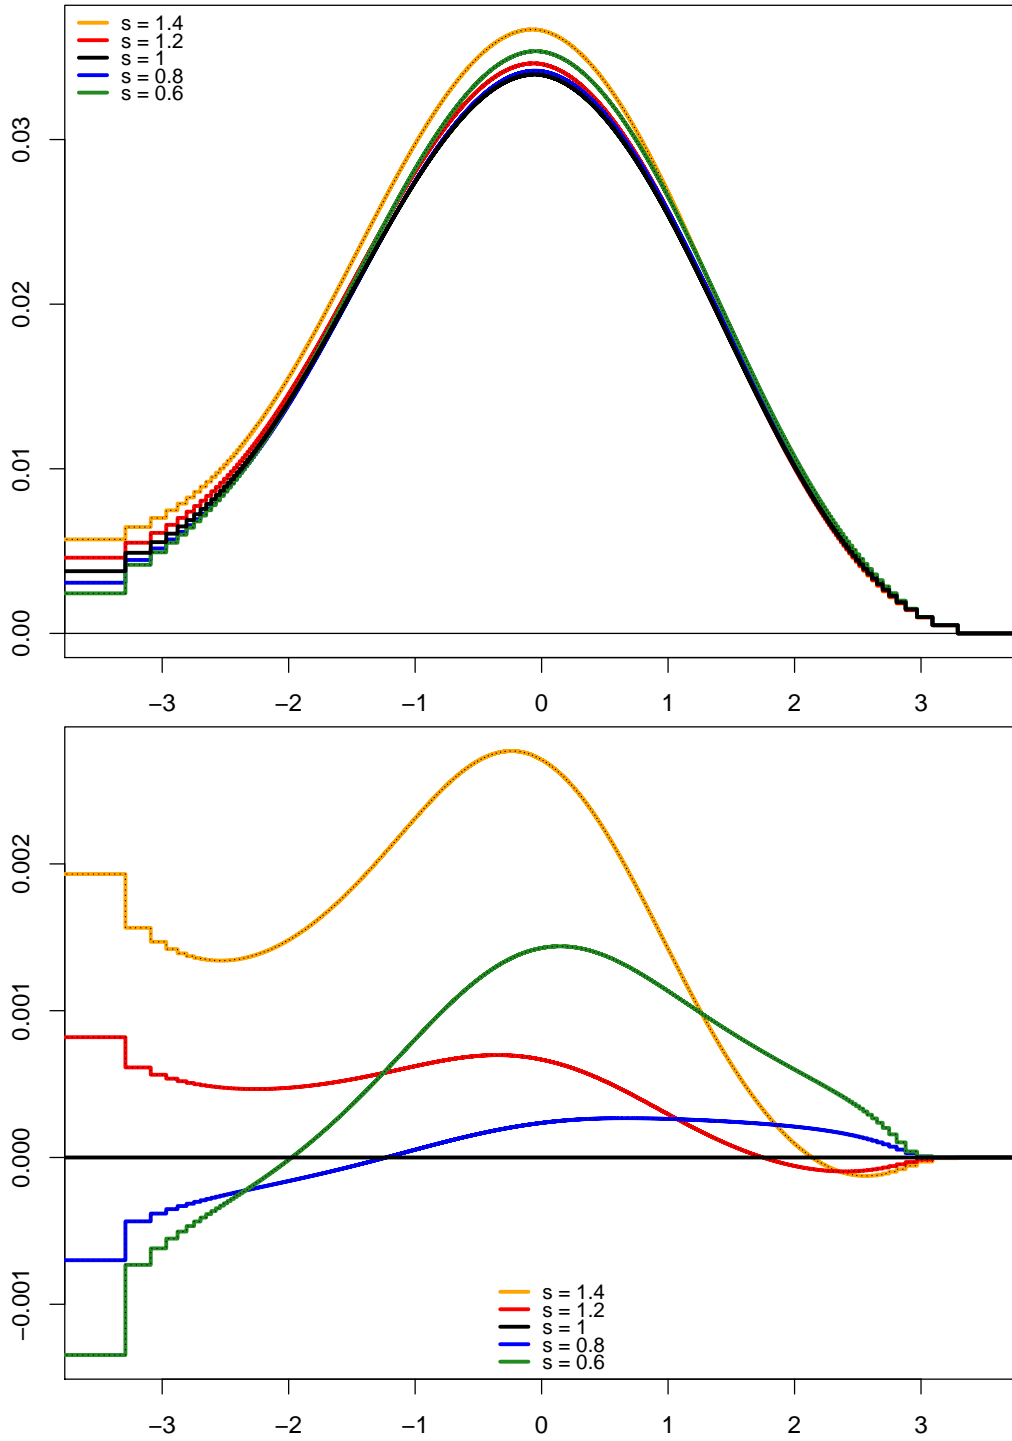 s = 1.4
s = 1.2
s = 1
s = 0.8
s = 0.6
0.03
0.02
0.01
0.00
−3 −2 −1 0 1 2 3
0.002
0.001
0.000
−0.001
s = 1.4
s = 1.2
s = 1
s = 0.8
s = 0.6
−3 −2 −1 0 1 2 3